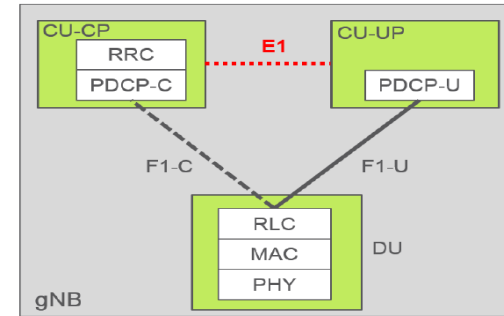 CU-CP
RRC
PDCP-C
E1
CU-UP
PDCP-U
F1-C
F1-U
RLC
MAC
PHY
DU
gNB